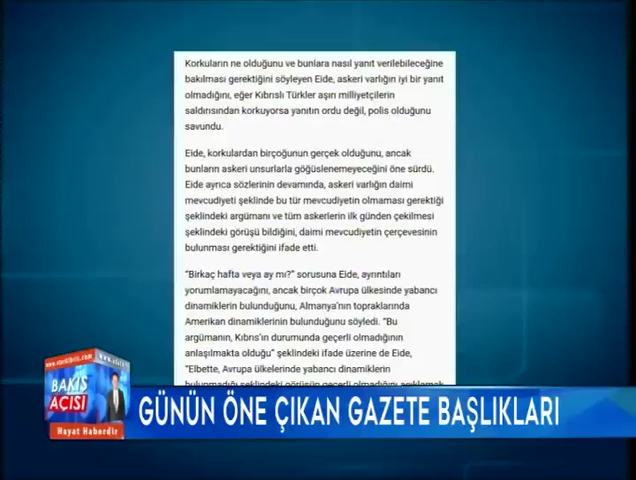 Korkuların ne olduğunu ve bunlara nasıl yanıt verilebileceğine
bakılması gerektiğini söyleyen Eide, askeri varlığın iyi bir yanıt
olmadığını, eğer Kıbrıslı Türkler aşırı milliyetçilerin
saldırısından korkuyorsa yanıtın ordu değil, polis olduğunu
savundu.
Eide, korkulardan birçoğunun gerçek olduğunu, ancak
bunların askeri unsurlarla göğüslenemeyeceğini öne sürdü.
Eide ayrıca sözlerinin devamında, askeri varlığın daimi
mevcudiyeti şeklinde bu tür mevcudiyetin olmaması gerektiği
şeklindeki argümanı ve tüm askerlerin ilk günden çekilmesi
şeklindeki görüşü bildiğini, daimi mevcudiyetin çerçevesinin
bulunması gerektiğini ifade etti.
"Birkaç hafta veya ay mı?" sorusuna Eide, ayrıntıları
yorumlamayacağını, ancak birçok Avrupa ülkesinde yabancı
dinamiklerin bulunduğunu, Almanya'nın topraklarında
Amerikan dinamiklerinin bulunduğunu söyledi. "Bu
argümanın, Kıbrıs'ın durumunda geçerli olmadığının
anlaşılmakta olduğu" şeklindeki ifade üzerine de Eide,
"Elbette, Avrupa ülkelerinde yabancı dinamiklerin
bulunmadığı şeklindeki görüşün geçerli olmadığını açıklamak
BAKIŞ
AÇISI
Hayat Haberdir
GÜNÜN ÖNE ÇIKAN GAZETE BAŞLIKLARI